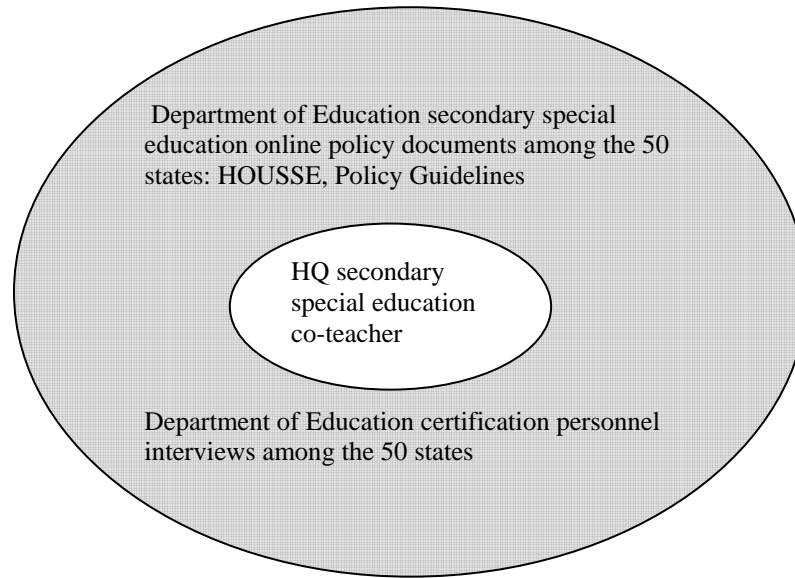 Department of Education secondary special
education online policy documents among the 50
states: HOUSSE, Policy Guidelines
HQ secondary
special education
co-teacher
Department of Education certification personnel
interviews among the 50 states